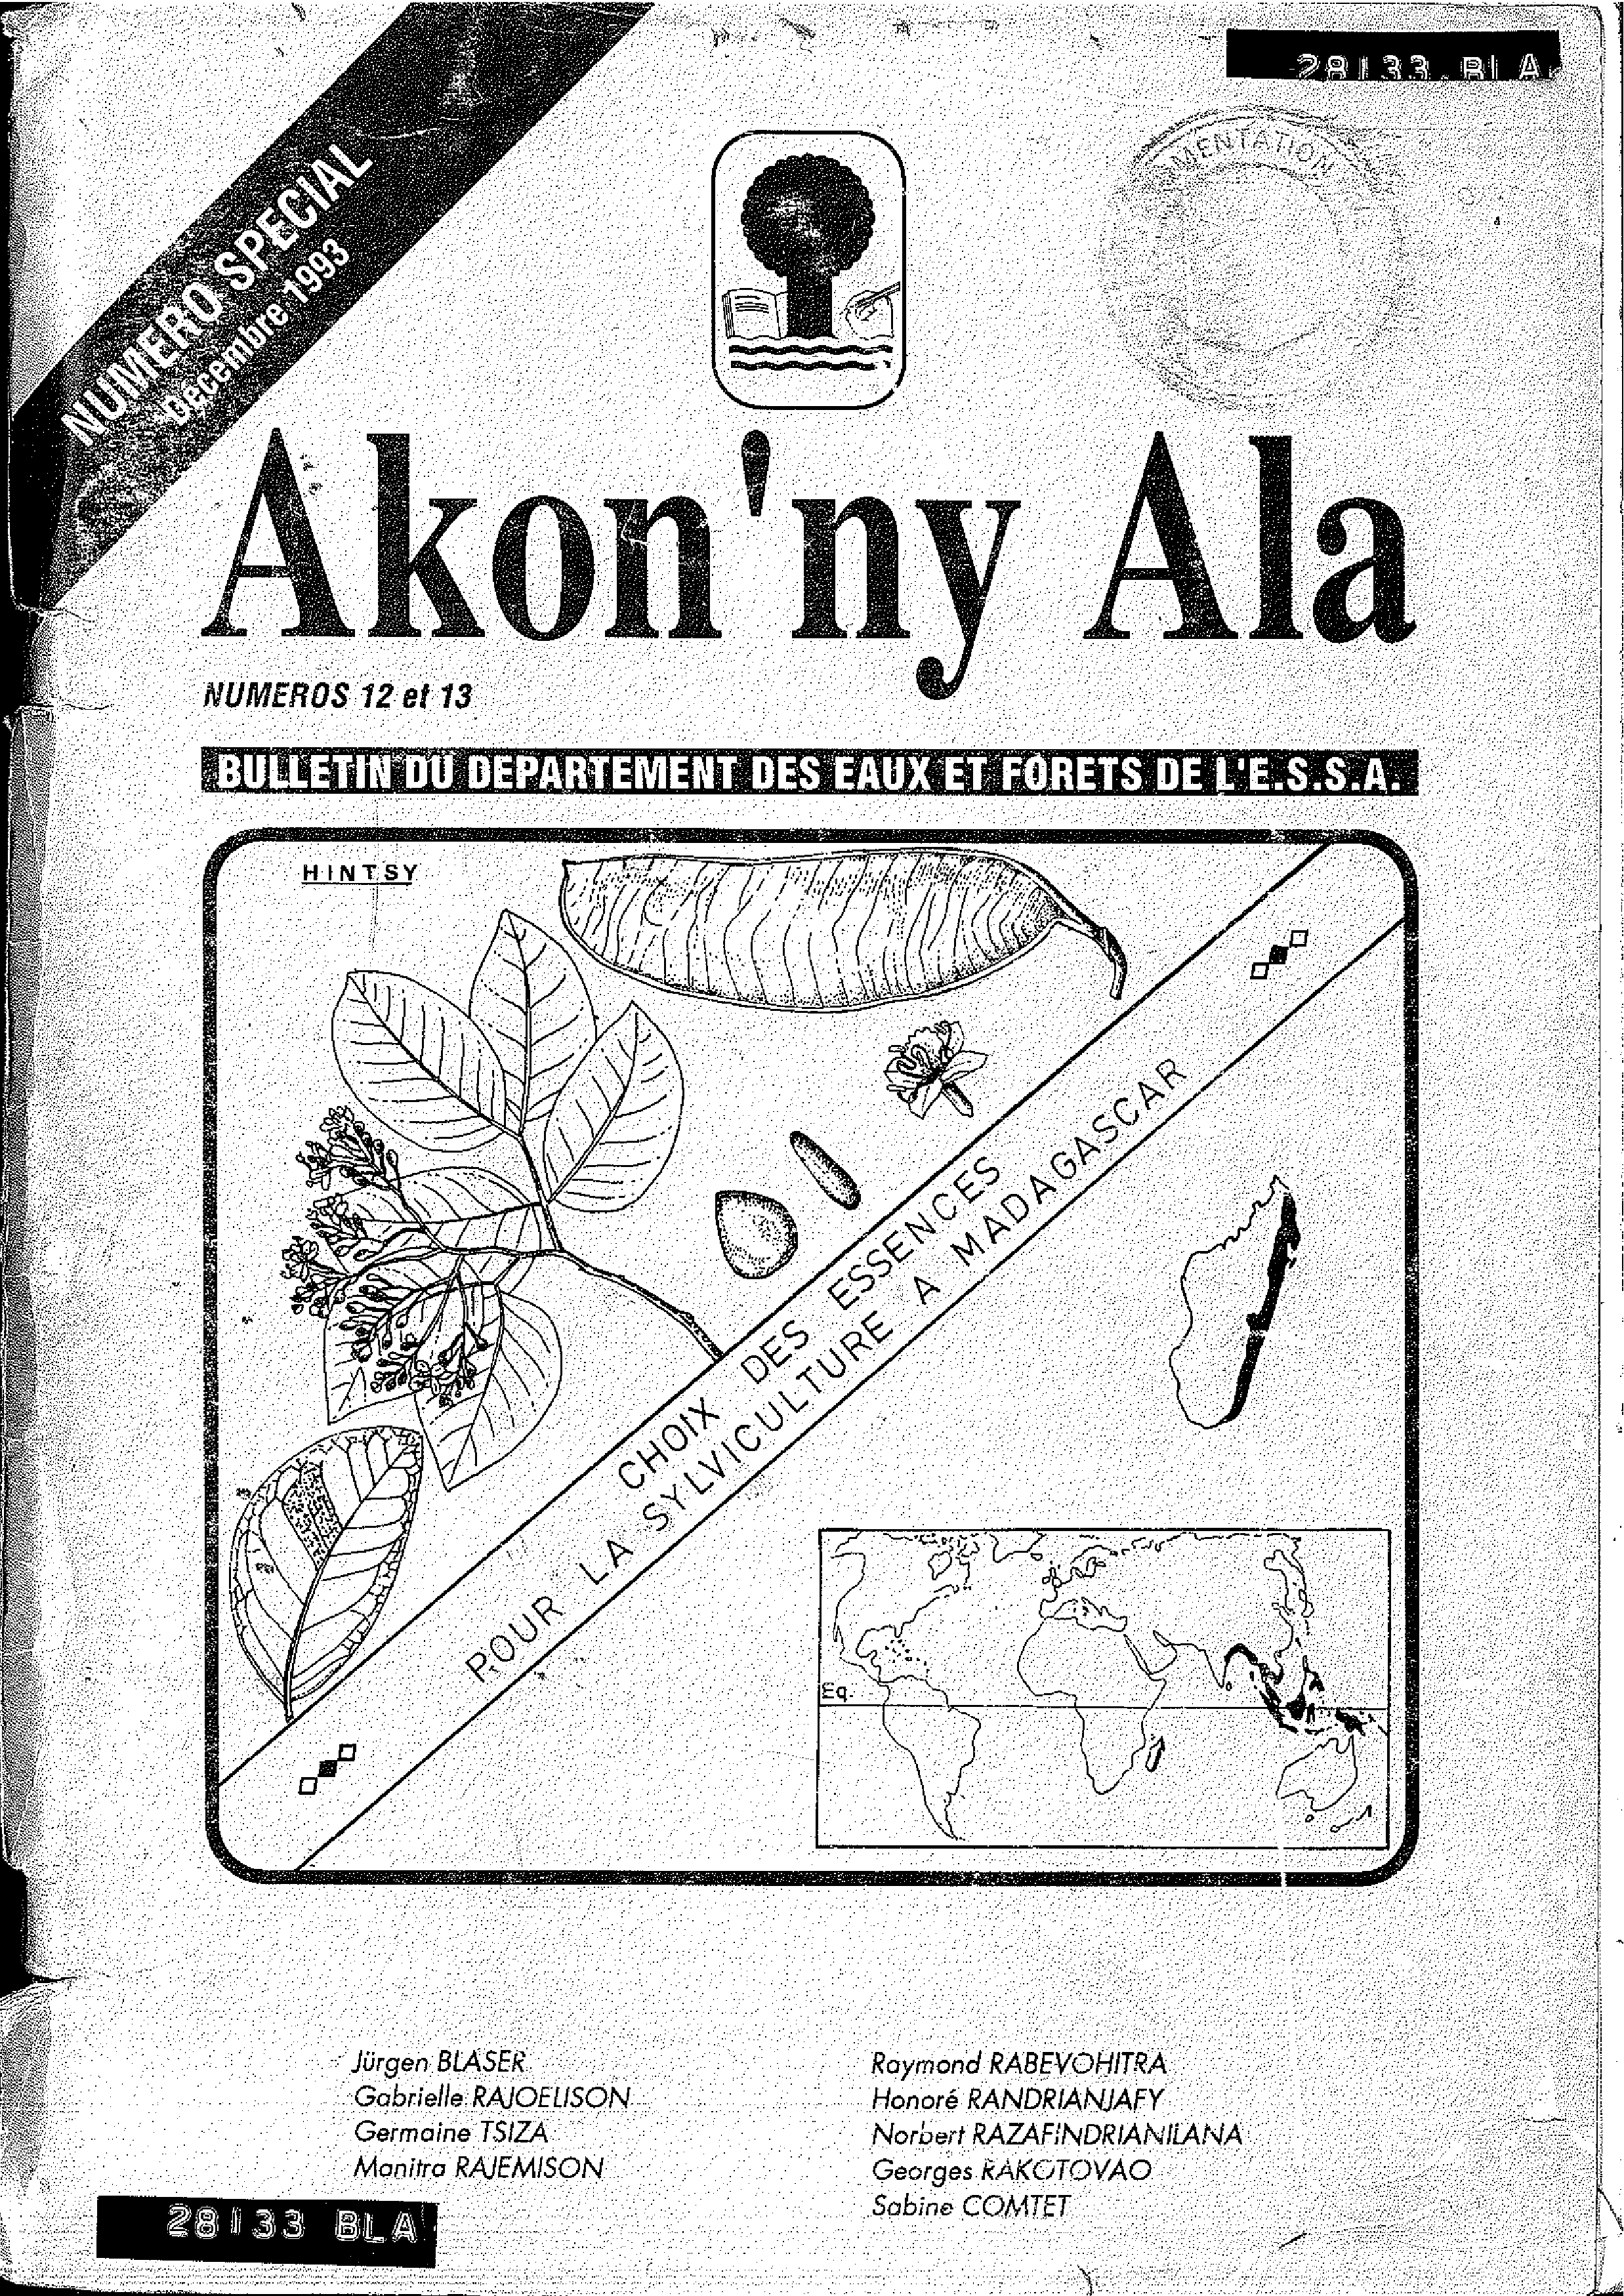 28133.BLA
MENTATION
NUMERO SPECIAL
Décembre 1993
Akon'ny Ala
NUMEROS 12 et 13
BULLETIN DU DEPARTEMENT DES EAUX ET FORETS DE L'E.S.S.A.
HINTSY
CHOIX DES ESSENCES
POUR LA SYLVICULTURE A MADAGASCAR
Eq.
Jürgen BLASER
Gabrielle RAJOELISON
Germaine TSIZA
Manitra RAJEMISON
Raymond RABEVOHITRA
Honoré RANDRIANJAFY
Norbert RAZAFINDRIANILANA
Georges RAKOTOVAO
Sabine COMTET
28133 BLA